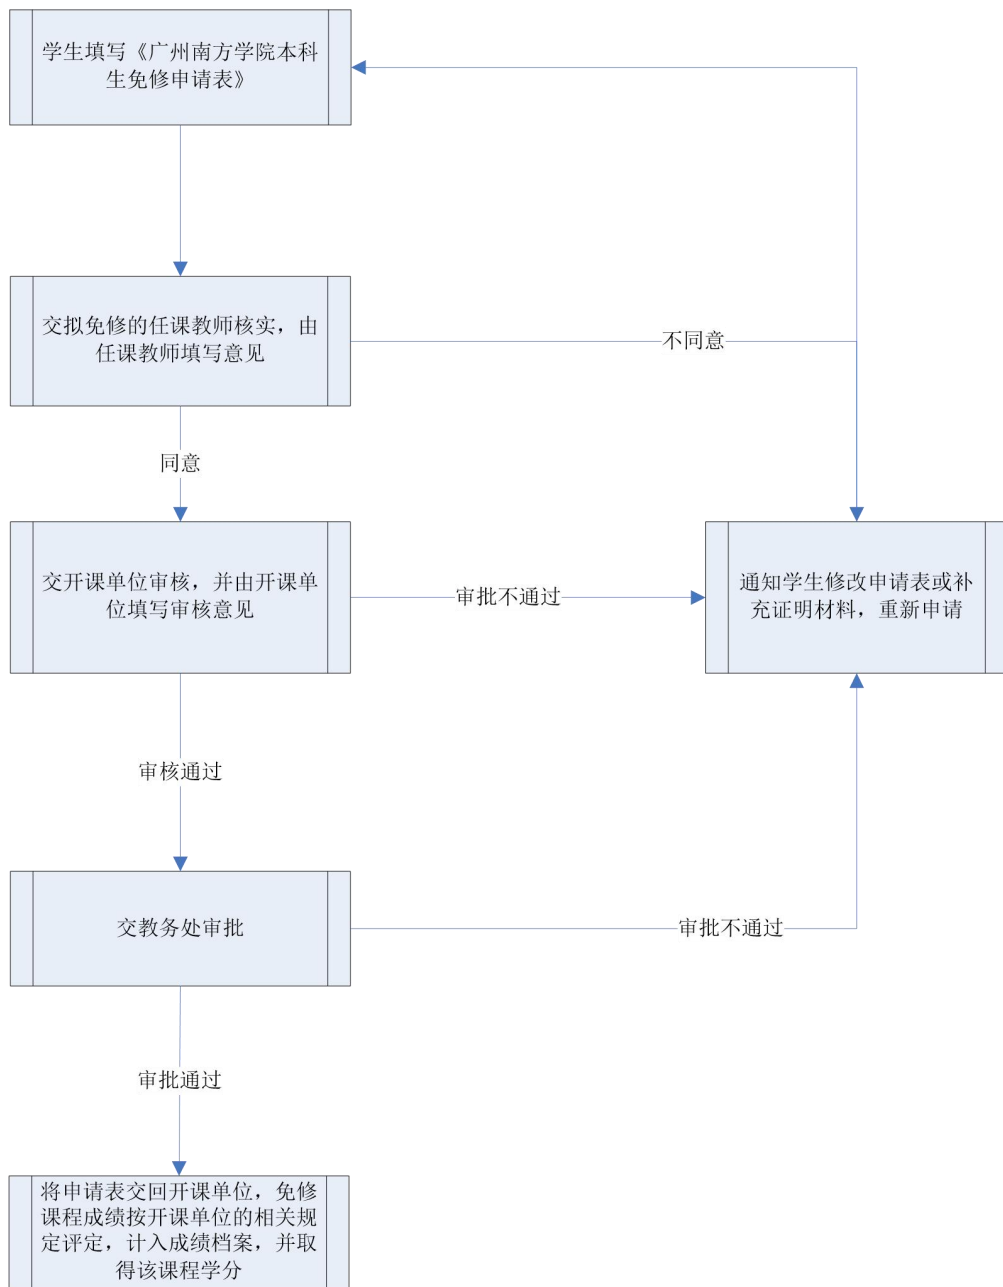 学生填写《广州南方学院本科
生免修申请表》
交拟免修的任课教师核实，由
任课教师填写意见
不同意
同意
交开课单位审核，并由开课单
位填写审核意见
审批不通过
通知学生修改申请表或补
充证明材料，重新申请
审核通过
交教务处审批
审批不通过
审批通过
将申请表交回开课单位，免修
课程成绩按开课单位的相关规
定评定，计入成绩档案，并取
得该课程学分